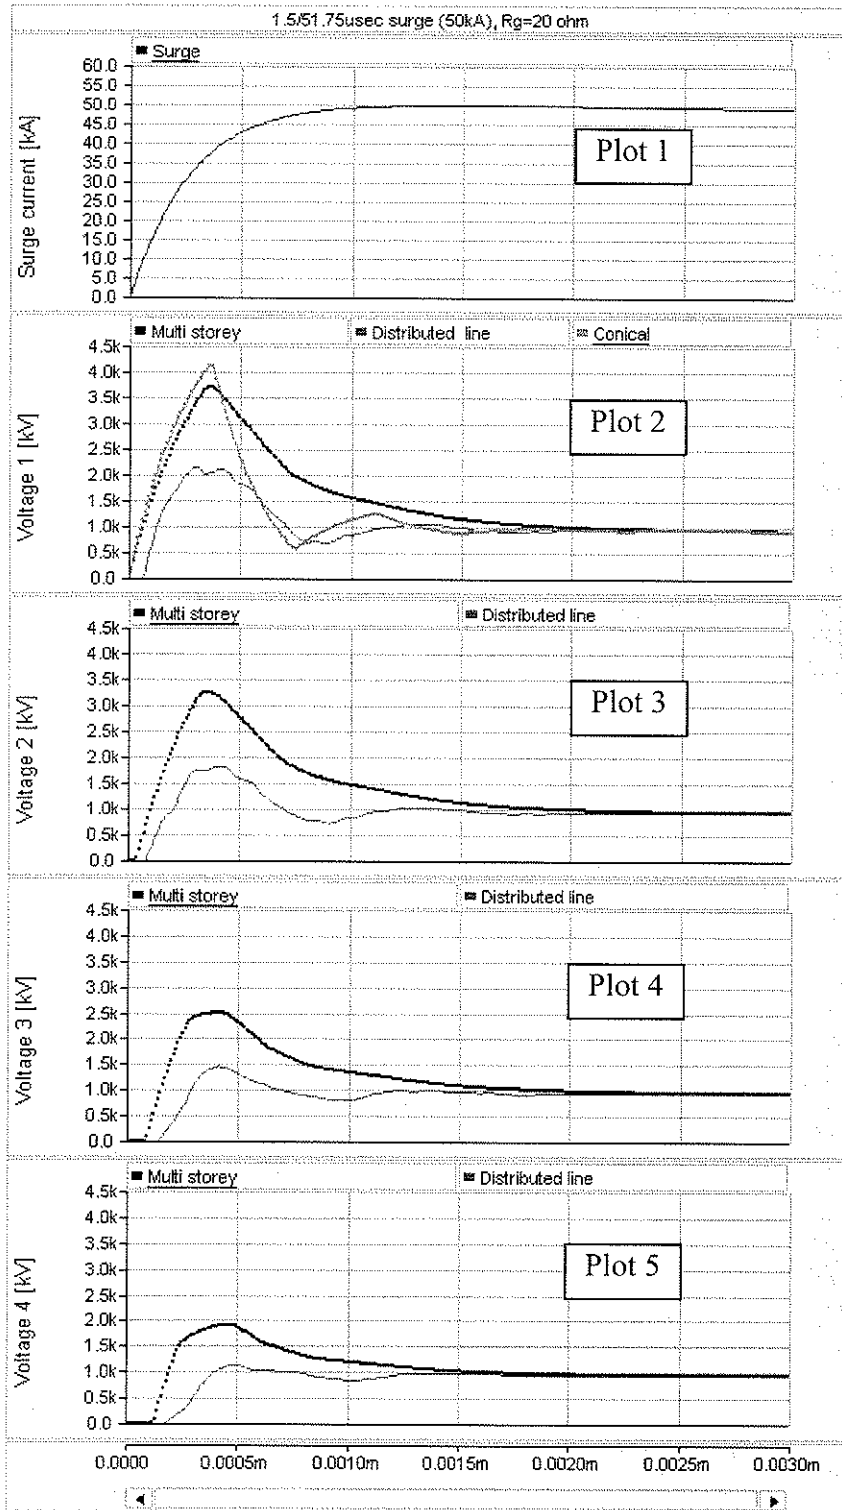 1.5/51.75usec surge (50kA), Rg=20 ohm
Surge
Surge current [kA]
60.0
55.0
50.0
45.0
40.0
35.0
30.0
25.0
20.0
15.0
10.0
5.0
0.0
Plot 1
Multi storey Distributed line Conical
Voltage 1 [kV]
4.5k
4.0k
3.5k
3.0k
2.5k
2.0k
1.5k
1.0k
0.5k
0.0
Plot 2
Multi storey Distributed line
Voltage 2 [kV]
4.5k
4.0k
3.5k
3.0k
2.5k
2.0k
1.5k
1.0k
0.5k
0.0
Plot 3
Multi storey Distributed line
Voltage 3 [kV]
4.5k
4.0k
3.5k
3.0k
2.5k
2.0k
1.5k
1.0k
0.5k
0.0
Plot 4
Multi storey Distributed line
Voltage 4 [kV]
4.5k
4.0k
3.5k
3.0k
2.5k
2.0k
1.5k
1.0k
0.5k
0.0
Plot 5
0.0000 0.0005m 0.0010m 0.0015m 0.0020m 0.0025m 0.0030m